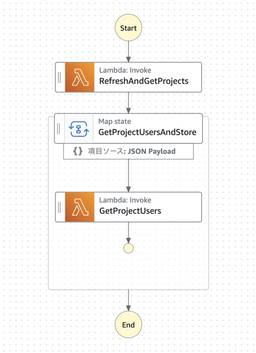 Start
Lambda: Invoke
RefreshAndGetProjects
Map state
GetProjectUsersAndStore
{} 項目ソース: JSON Payload
Lambda: Invoke
GetProjectUsers
End